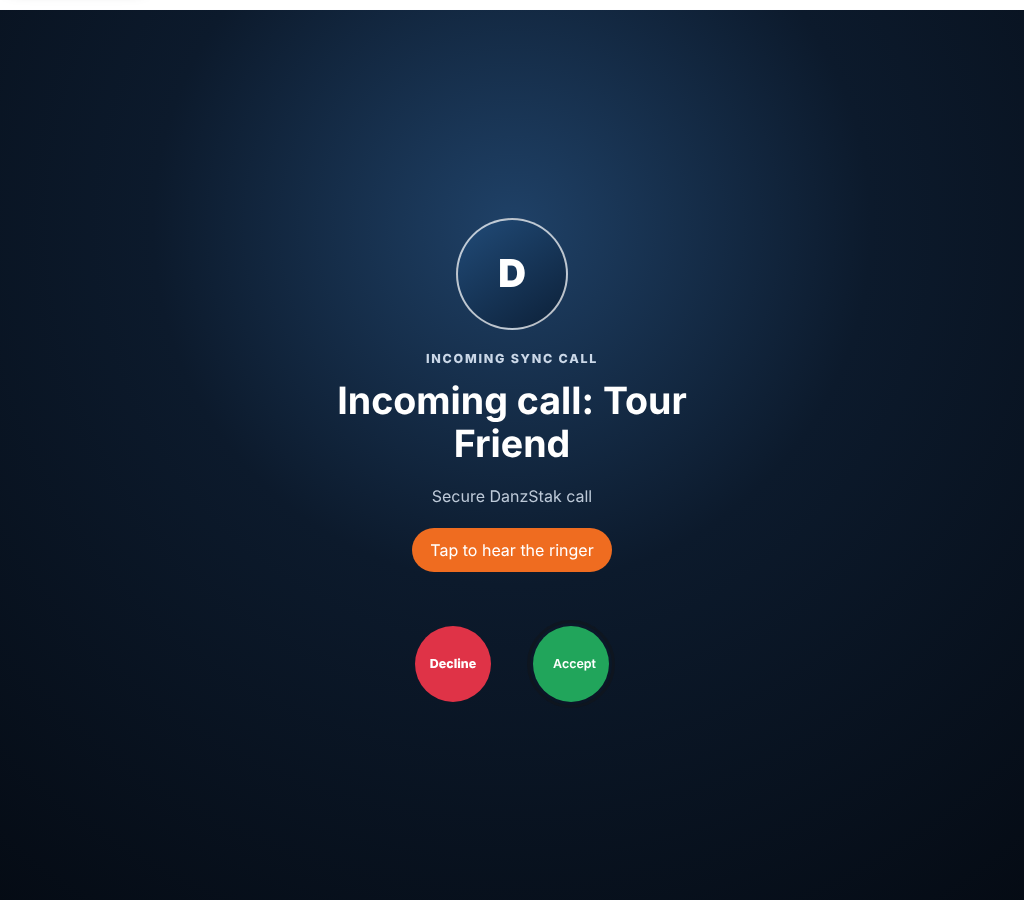 D
INCOMING SYNC CALL
Incoming call: Tour
Friend
Secure DanzStak call
Tap to hear the ringer
Decline
Accept